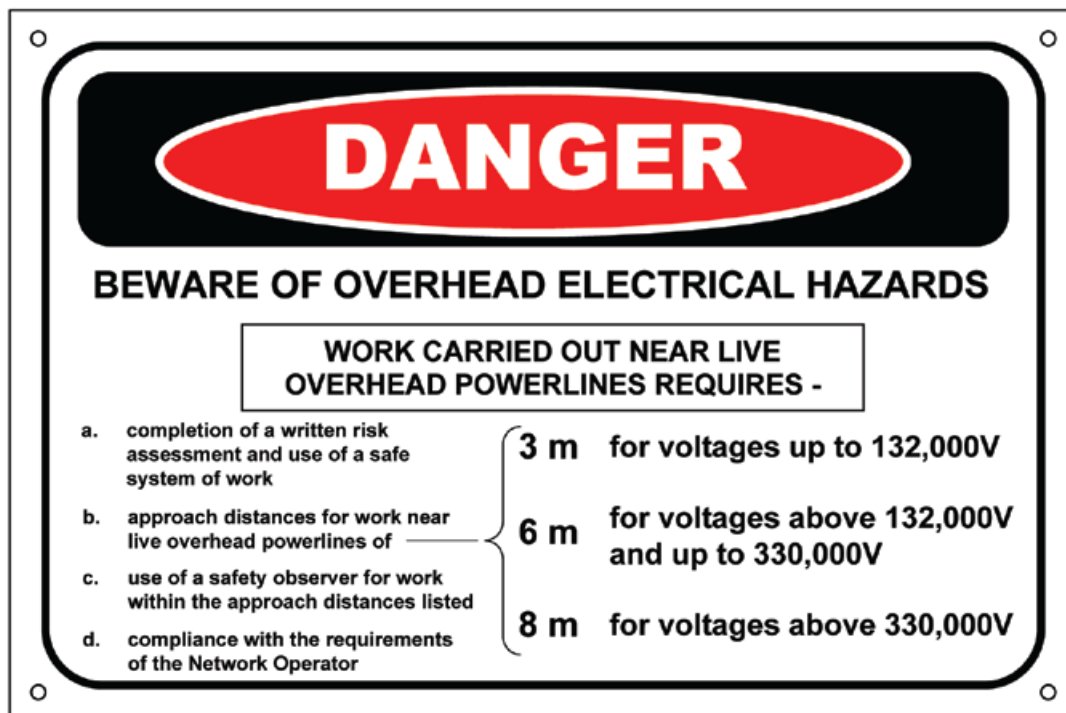 DANGER
BEWARE OF OVERHEAD ELECTRICAL HAZARDS
WORK CARRIED OUT NEAR LIVE
OVERHEAD POWERLINES REQUIRES -
a. completion of a written risk
assessment and use of a safe
system of work
b. approach distances for work near
live overhead powerlines of
c. use of a safety observer for work
within the approach distances listed
d. compliance with the requirements
of the Network Operator
3 m for voltages up to 132,000V
6 m for voltages above 132,000V
and up to 330,000V
8 m for voltages above 330,000V